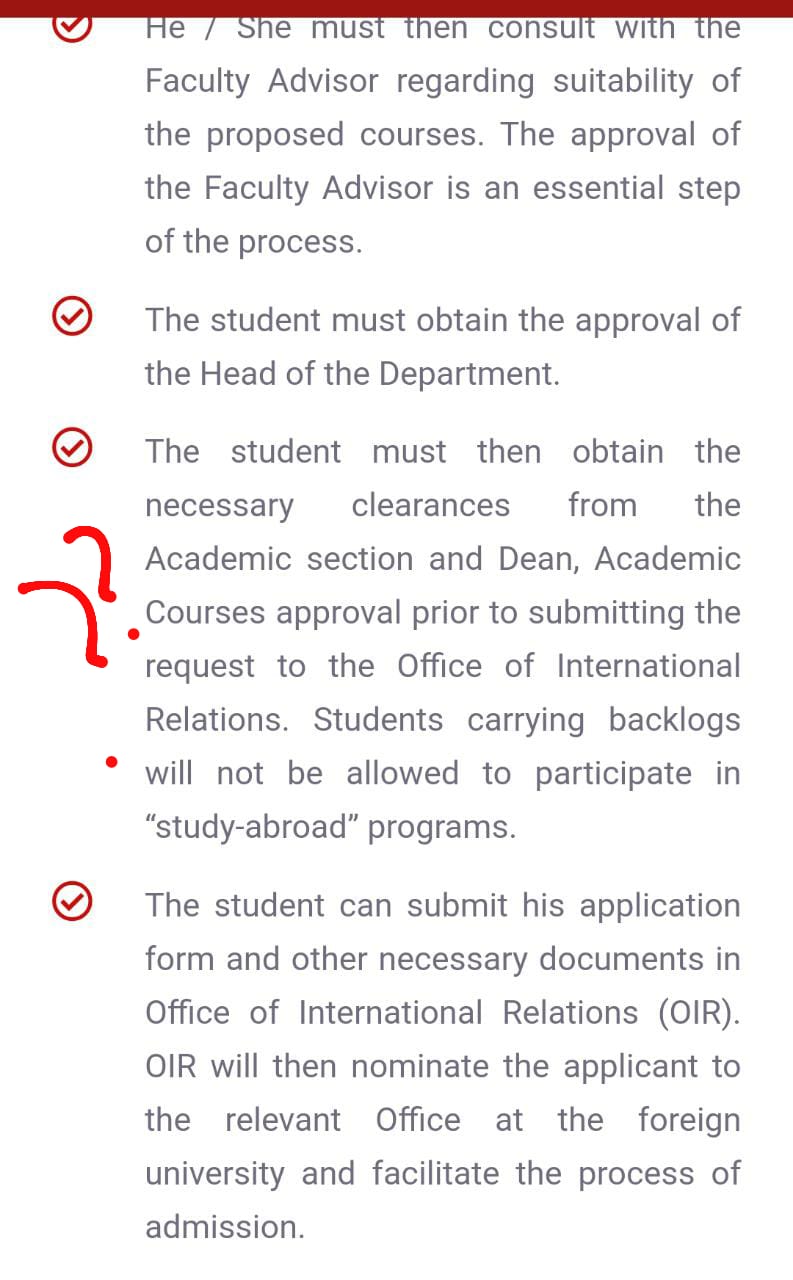 He / She must then consult with the
Faculty Advisor regarding suitability of
the proposed courses. The approval of
the Faculty Advisor is an essential step
of the process.
The student must obtain the approval of
the Head of the Department.
The student must then obtain the
necessary clearances from the
Academic section and Dean, Academic
Courses approval prior to submitting the
request to the Office of International
Relations. Students carrying backlogs
will not be allowed to participate in
“study-abroad” programs.
The student can submit his application
form and other necessary documents in
Office of International Relations (OIR).
OIR will then nominate the applicant to
the relevant Office at the foreign
university and facilitate the process of
admission.